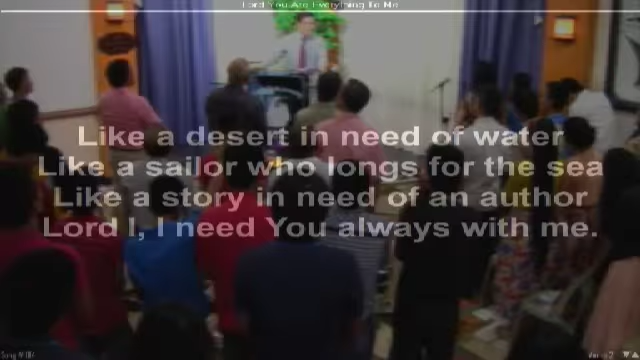 Lord You Are Everything To Me
Like a desert in need of water
Like a sailor who longs for the sea
Like a story in need of an author
Lord I, I need You always with me.